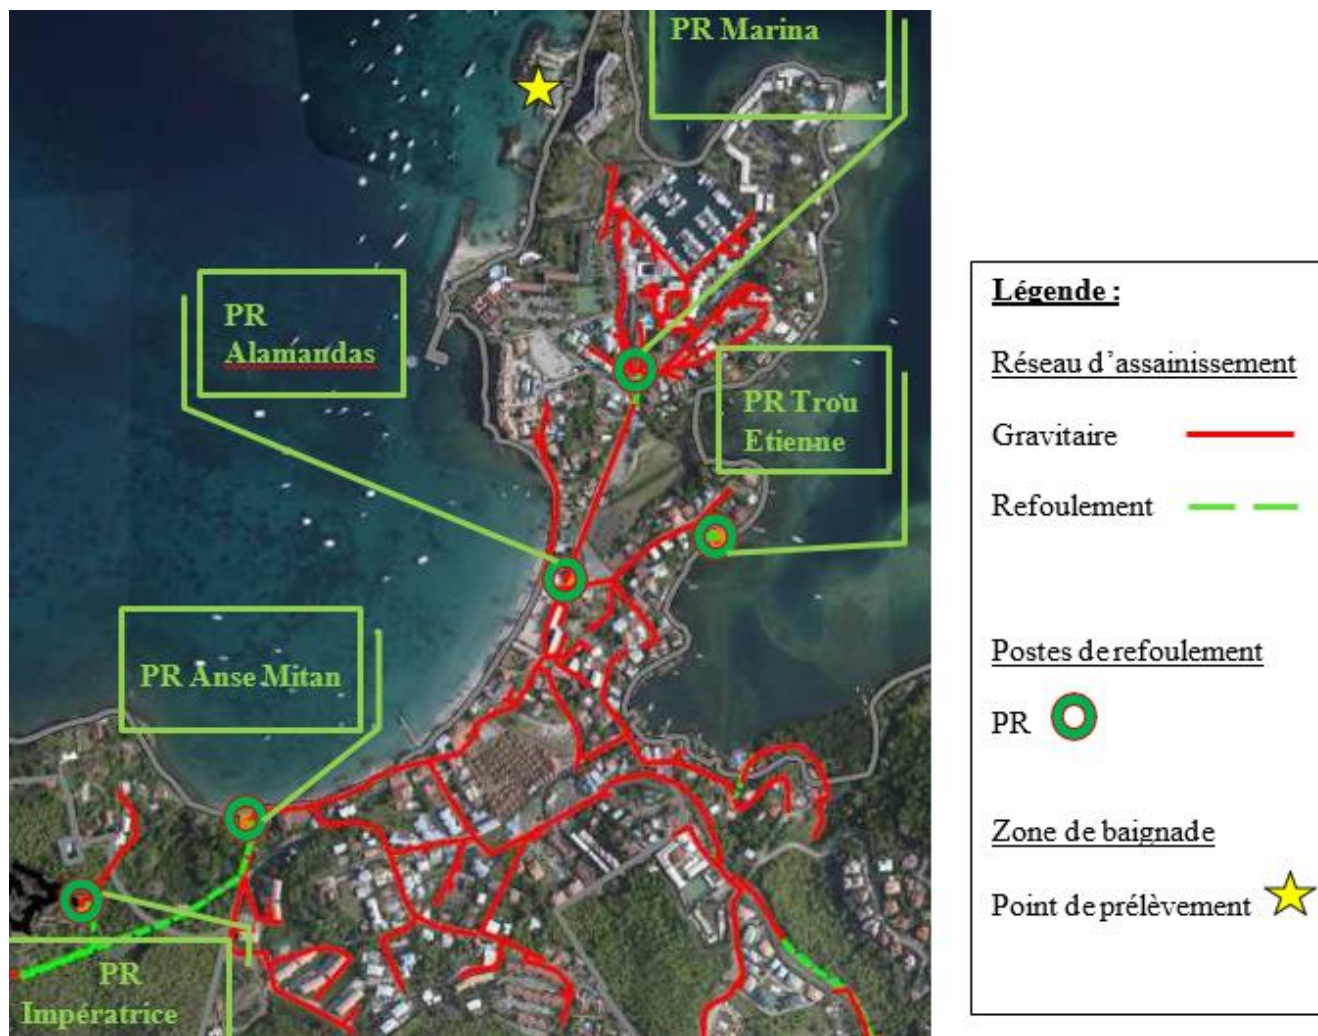 PR Marina
PR
Alamandas
PR Trou
Etienne
PR Anse Mitan
PR
Impératrice
Légende :
Réseau d’assainissement
Gravitaire
Refoulement
Postes de refoulement
PR
Zone de baignade
Point de prélèvement